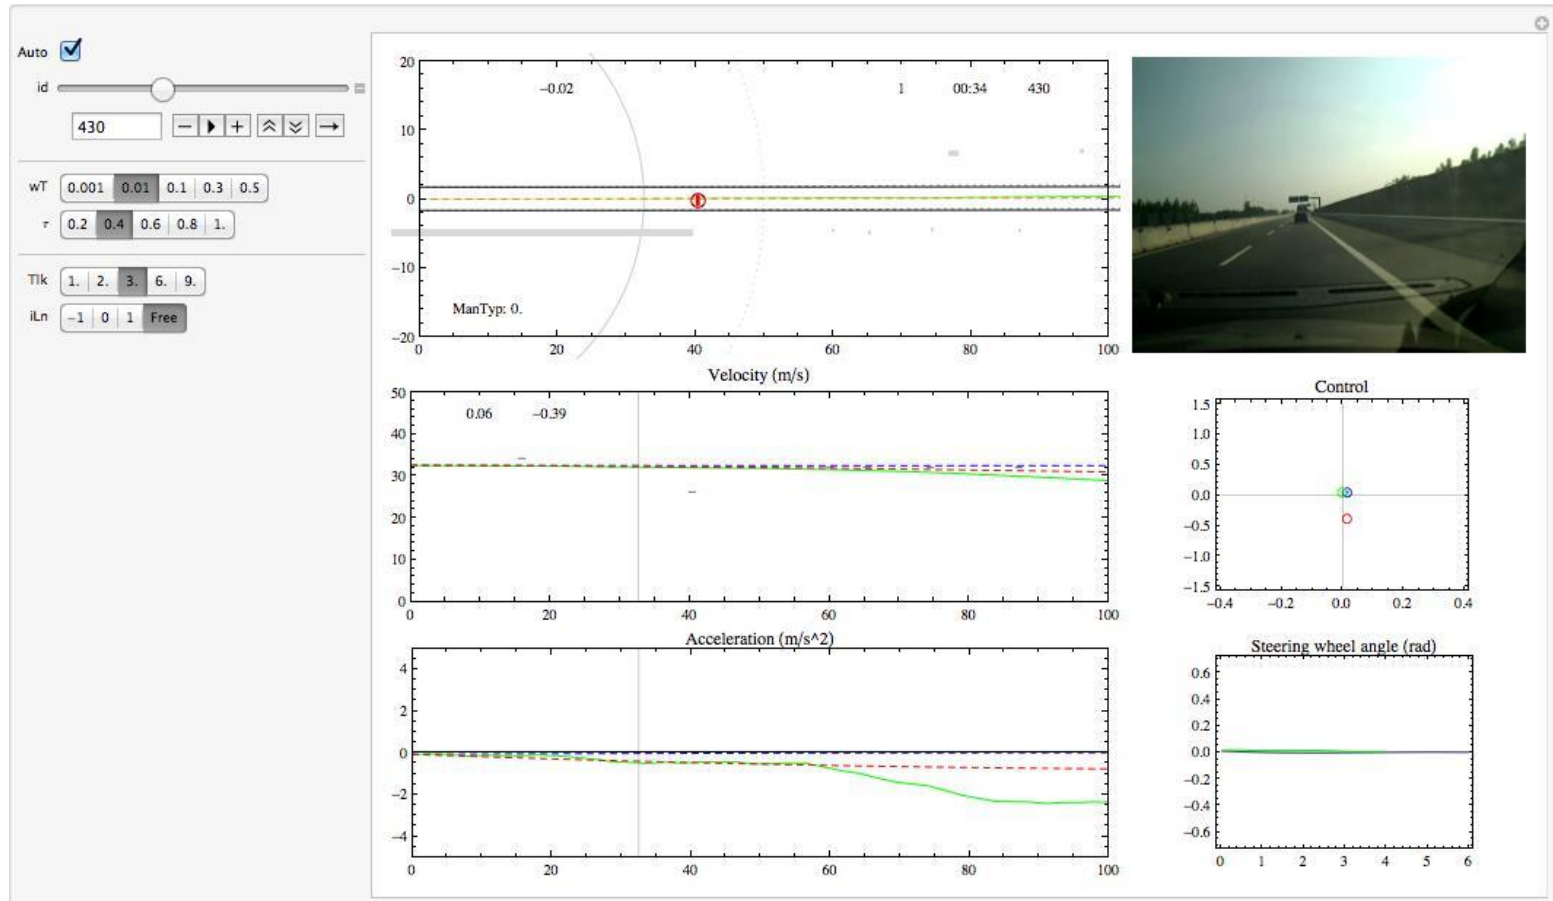 Auto
id
430
wT 0.001 0.01 0.1 0.3 0.5
τ 0.2 0.4 0.6 0.8 1.
Tlk 1. 2. 3. 6. 9.
iLn −1 0 1 Free
20
10
0
−10
−20
−0.02 1 00:34 430
ManTyp: 0.
0 20 40 60 80 100
Velocity (m/s)
50
40
30
20
10
0
0.06 −0.39
0 20 40 60 80 100
Acceleration (m/s^2)
4
2
0
−2
−4
0 20 40 60 80 100
Control
1.5
1.0
0.5
0.0
−0.5
−1.0
−1.5
−0.4 −0.2 0.0 0.2 0.4
Steering wheel angle (rad)
0.6
0.4
0.2
0.0
−0.2
−0.4
−0.6
0 1 2 3 4 5 6